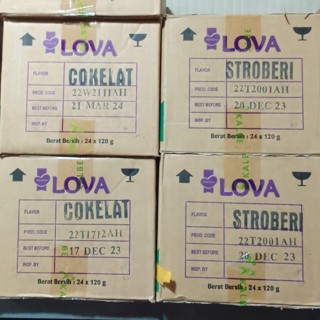 LOVA
FLAVOR COKELAT
PROD. CODE 22W2111AH
BEST BEFORE 21 MAR 24
INSP. BY
Berat Bersih : 24 x 120 g
LOVA
FLAVOR STROBERI
PROD. CODE 22T2001AH
BEST BEFORE 20 DEC 23
INSP. BY
Berat Bersih : 24 x 120 g
LOVA
FLAVOR COKELAT
PROD. CODE 22T1712AH
BEST BEFORE 17 DEC 23
INSP. BY
Berat Bersih : 24 x 120 g
LOVA
FLAVOR STROBERI
PROD. CODE 22T2001AH
BEST BEFORE 20 DEC 23
INSP. BY
Berat Bersih : 24 x 120 g